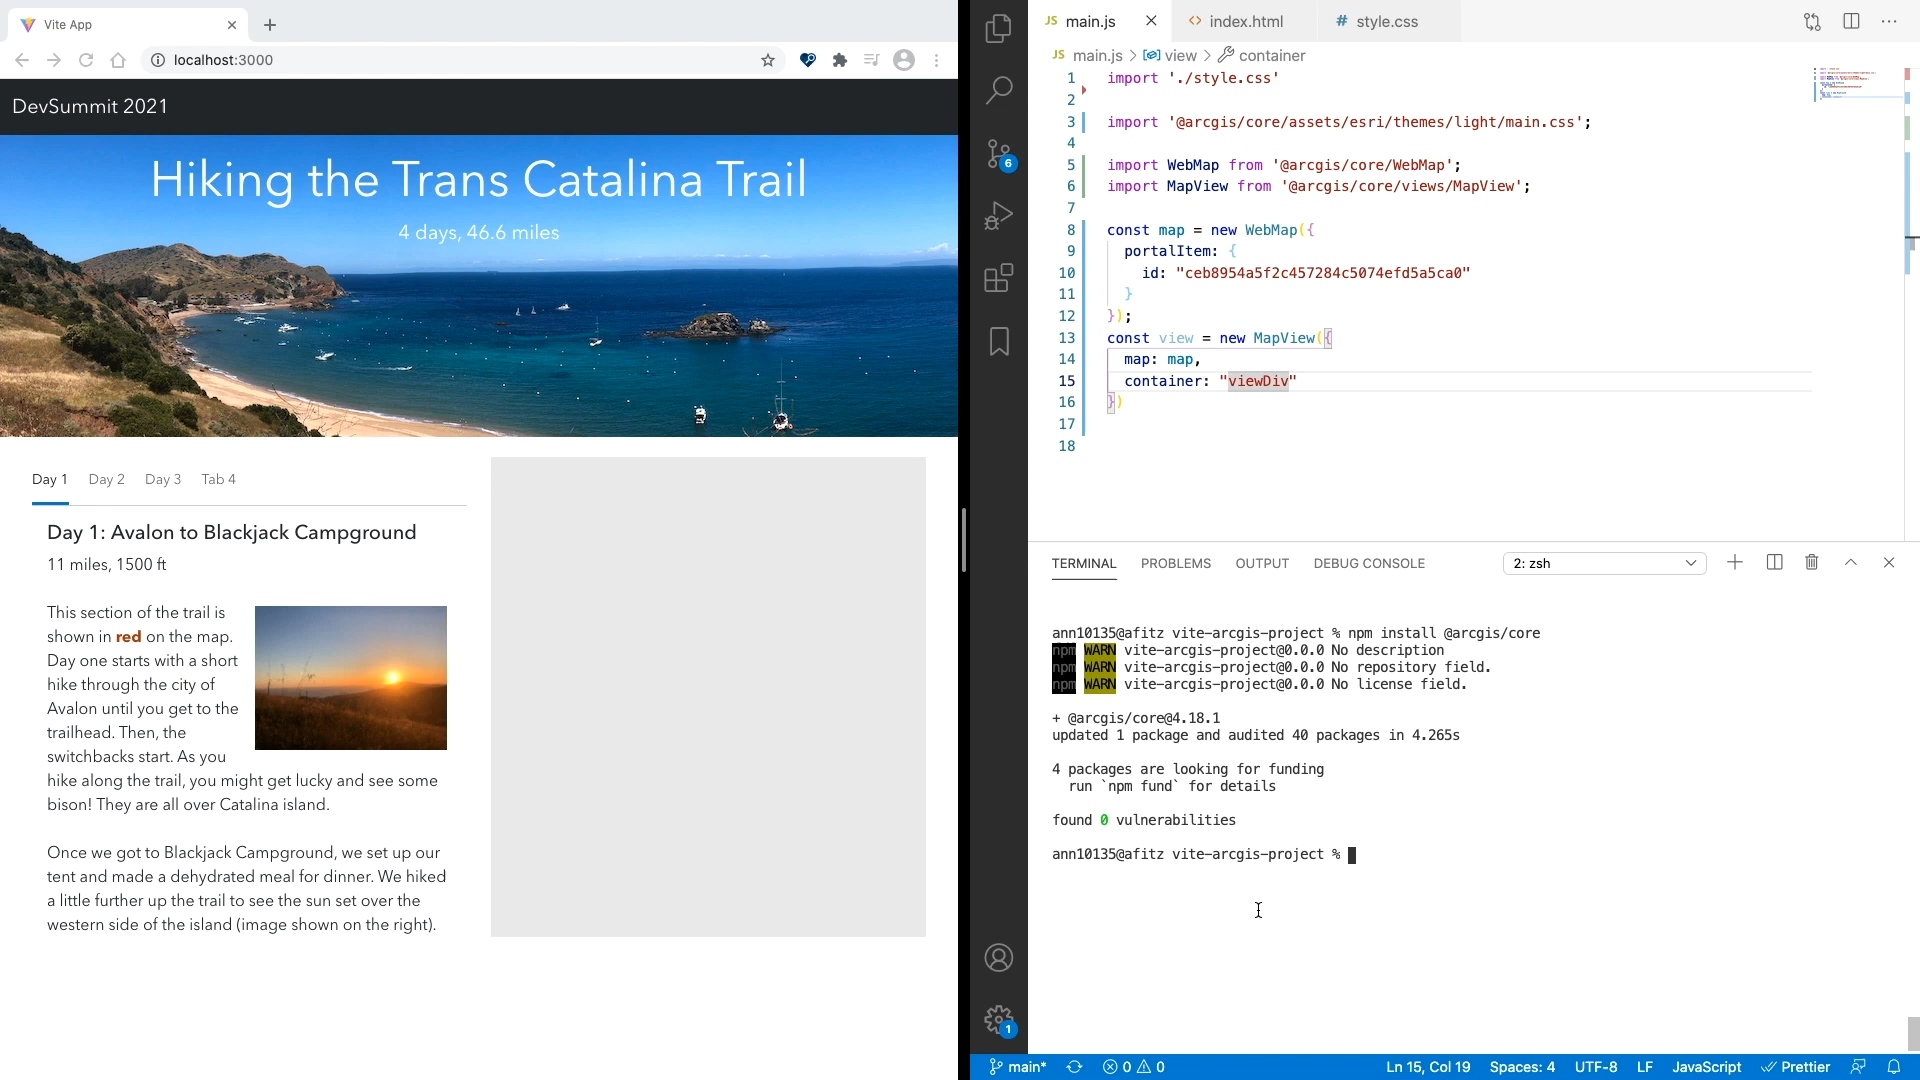 Vite App
localhost:3000
DevSummit 2021
Hiking the Trans Catalina Trail
4 days, 46.6 miles
Day 1 Day 2 Day 3 Tab 4
Day 1: Avalon to Blackjack Campground
11 miles, 1500 ft
This section of the trail is
shown in red on the map.
Day one starts with a short
hike through the city of
Avalon until you get to the
trailhead. Then, the
switchbacks start. As you
hike along the trail, you might get lucky and see some
bison! They are all over Catalina island.
Once we got to Blackjack Campground, we set up our
tent and made a dehydrated meal for dinner. We hiked
a little further up the trail to see the sun set over the
western side of the island (image shown on the right).
6
1
JS main.js <> index.html # style.css
JS main.js > view > container
1 import './style.css'
2
3 import '@arcgis/core/assets/esri/themes/light/main.css';
4
5 import WebMap from '@arcgis/core/WebMap';
6 import MapView from '@arcgis/core/views/MapView';
7
8 const map = new WebMap({
9 portalItem: {
10 id: "ceb8954a5f2c457284c5074efd5a5ca0"
11 }
12 });
13 const view = new MapView({
14 map: map,
15 container: "viewDiv"
16 })
17
18
TERMINAL PROBLEMS OUTPUT DEBUG CONSOLE 2: zsh
ann10135@afitz vite-arcgis-project % npm install @arcgis/core
npm WARN vite-arcgis-project@0.0.0 No description
npm WARN vite-arcgis-project@0.0.0 No repository field.
npm WARN vite-arcgis-project@0.0.0 No license field.
+ @arcgis/core@4.18.1
updated 1 package and audited 40 packages in 4.265s
4 packages are looking for funding
run `npm fund` for details
found 0 vulnerabilities
ann10135@afitz vite-arcgis-project %
main* 0 0 Ln 15, Col 19 Spaces: 4 UTF-8 LF JavaScript Prettier